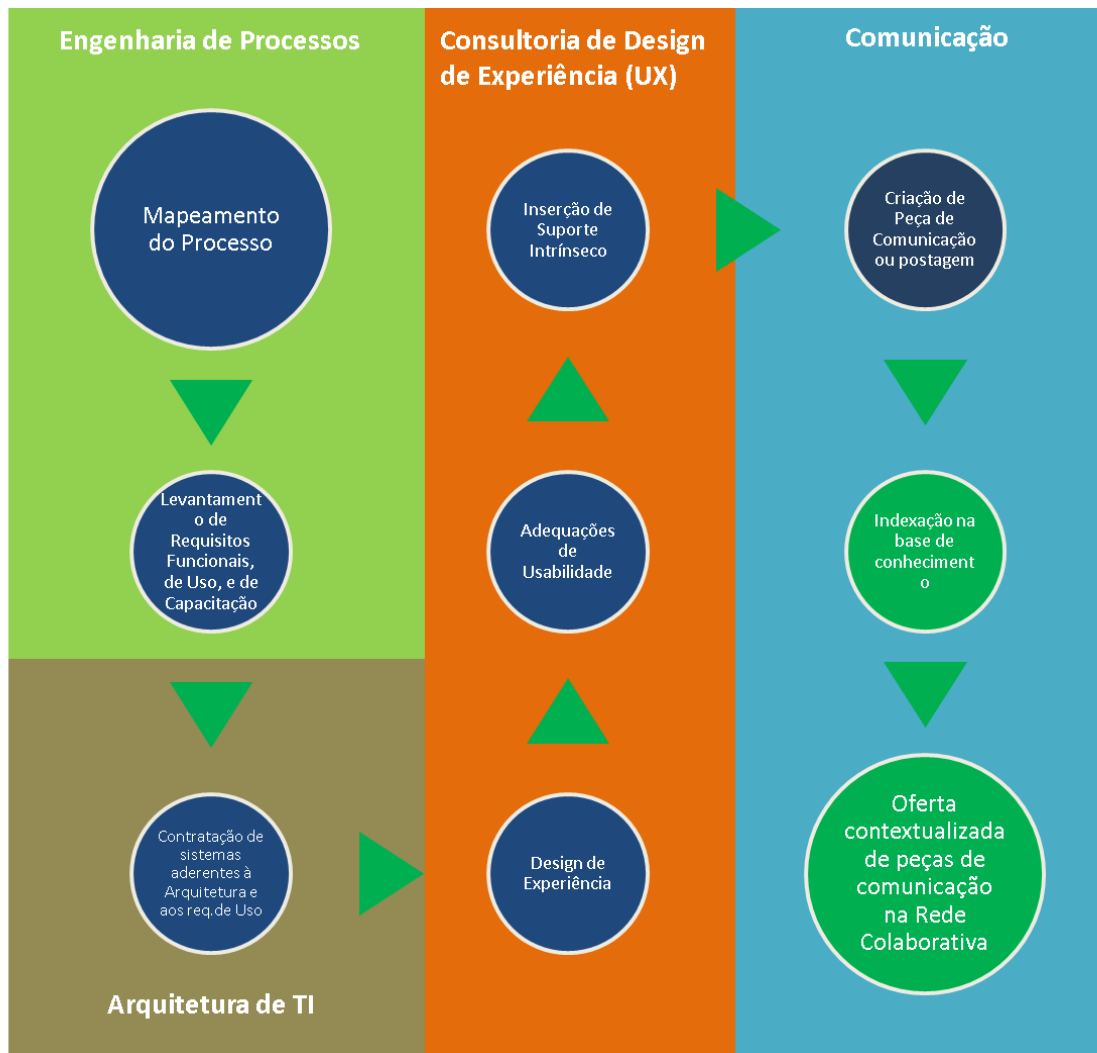 Engenharia de Processos
Mapeamento
do Processo
Levantament
o de
Requisitos
Funcionais,
de Uso, e de
Capacitação
Contratação de
sistemas
aderentes à
Arquitetura e
aos req.de Uso
Arquitetura de TI
Consultoria de Design
de Experiência (UX)
Design de
Experiência
Adequações
de
Usabilidade
Inserção de
Suporte
Intrínseco
Comunicação
Criação de
Peça de
Comunicação
ou postagem
Indexação na
base de
conheciment
o
Oferta
contextualizada
de peças de
comunicação
na Rede
Colaborativa